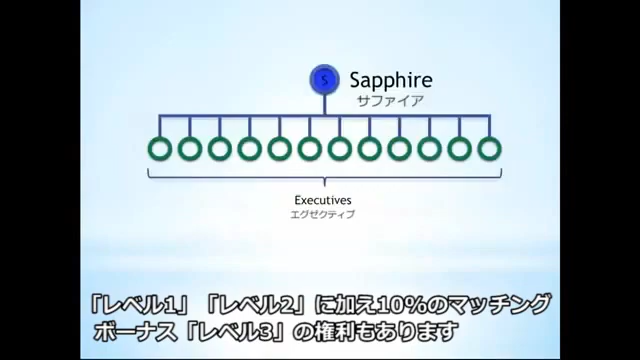 S
Sapphire
サファイア
Executives
エグゼクティブ
「レベル1」「レベル2」に加え10%のマッチング
ボーナス「レベル3」の権利もあります